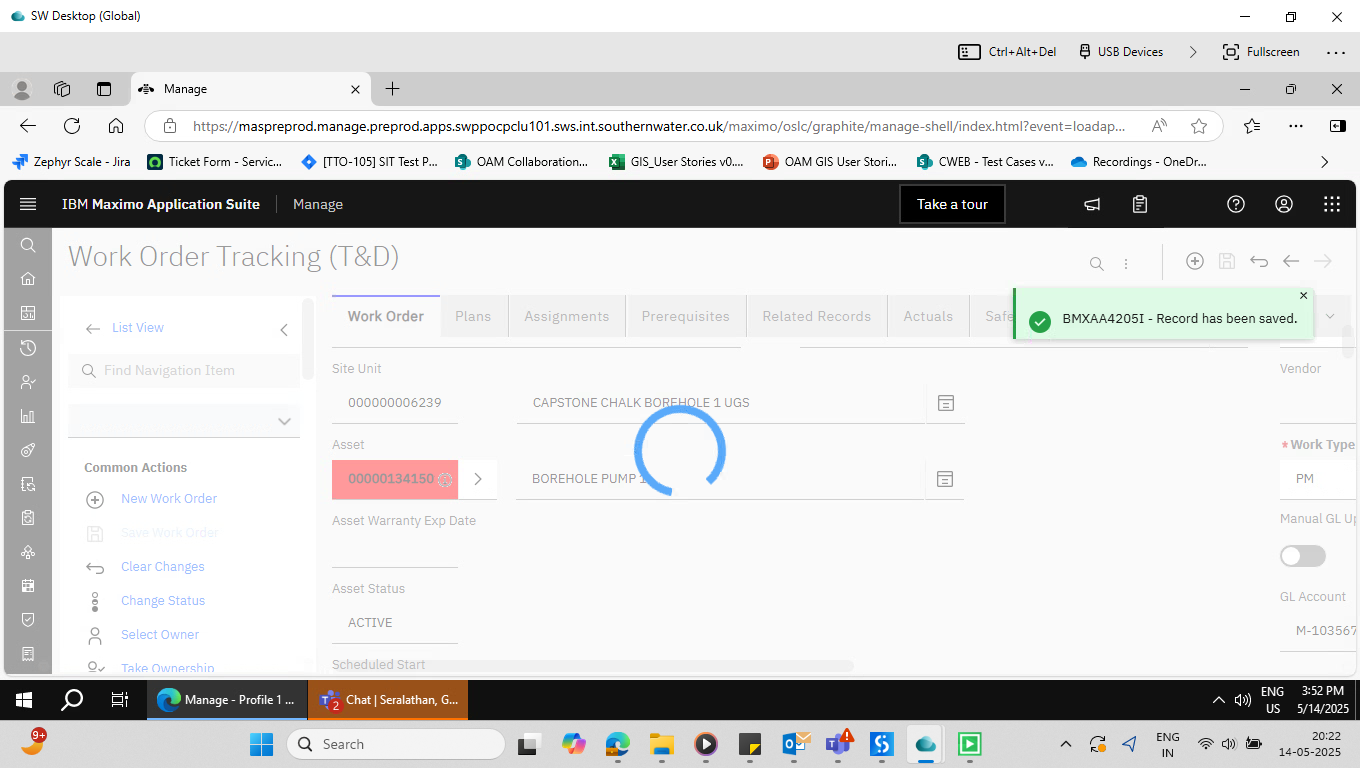 SW Desktop (Global)
Ctrl+Alt+Del
USB Devices
Fullscreen
Manage
https://maspreprod.manage.preprod.apps.swppocpclu101.sws.int.southernwater.co.uk/maximo/oslc/graphite/manage-shell/index.html?event=loadap...
Zephyr Scale - Jira
Ticket Form - Servic...
[TTO-105] SIT Test P...
OAM Collaboration...
GIS_User Stories v0....
OAM GIS User Stori...
CWEB - Test Cases v...
Recordings - OneDr...
IBM Maximo Application Suite
Manage
Take a tour
Work Order Tracking (T&D)
List View
Find Navigation Item
Common Actions
New Work Order
Save Work Order
Clear Changes
Change Status
Select Owner
Take Ownership
Work Order
Plans
Assignments
Prerequisites
Related Records
Actuals
Safe
BMXAA4205I - Record has been saved.
Site Unit
000000006239
CAPSTONE CHALK BOREHOLE 1 UGS
Asset
00000134150
BOREHOLE PUMP 1
Asset Warranty Exp Date
Asset Status
ACTIVE
Scheduled Start
Vendor
* Work Type
PM
Manual GL Up
GL Account
M-103567
Manage - Profile 1 ...
2
Chat | Seralathan, G...
ENG
US
3:52 PM
5/14/2025
9+
Search
ENG
IN
20:22
14-05-2025